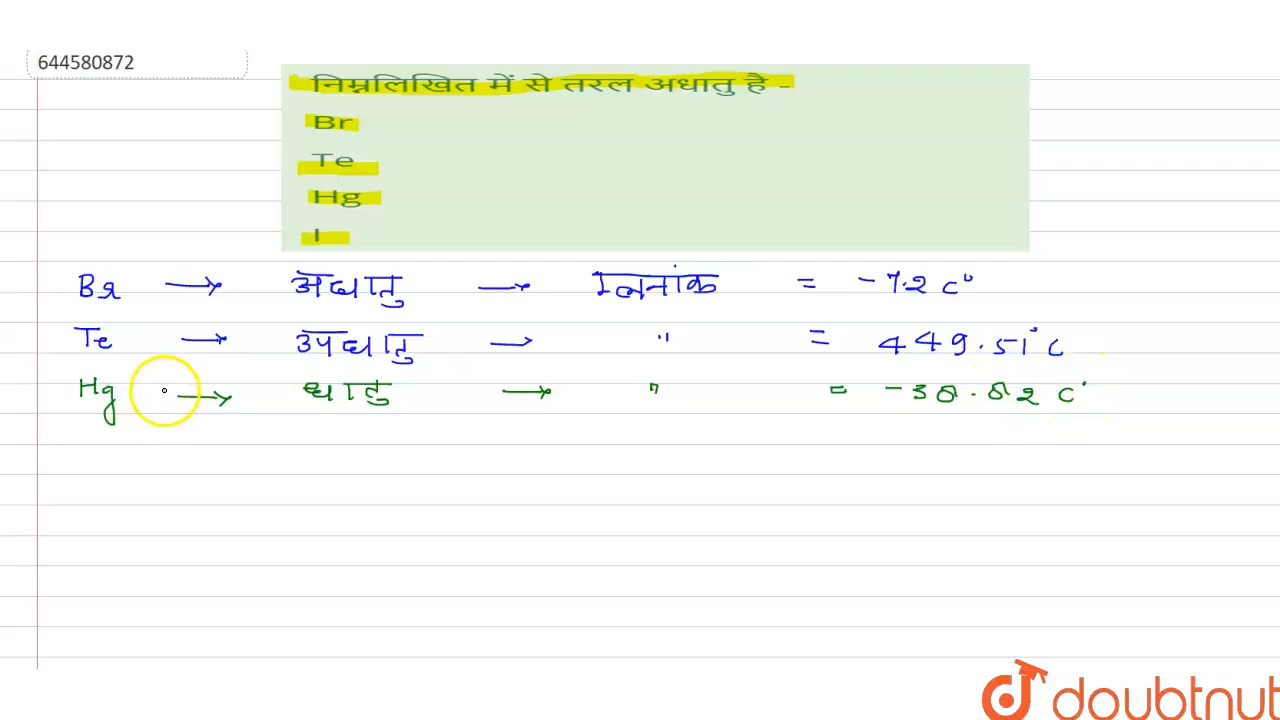 644580872
निम्नलिखित में से तरल अधातु है -
Br
Te
Hg
I
Br → अधातु → गलनांक = -7.2 c°
Te → उपधातु → " = 449.51°c
Hg → धातु → " = -38.82 c°
doubtnut